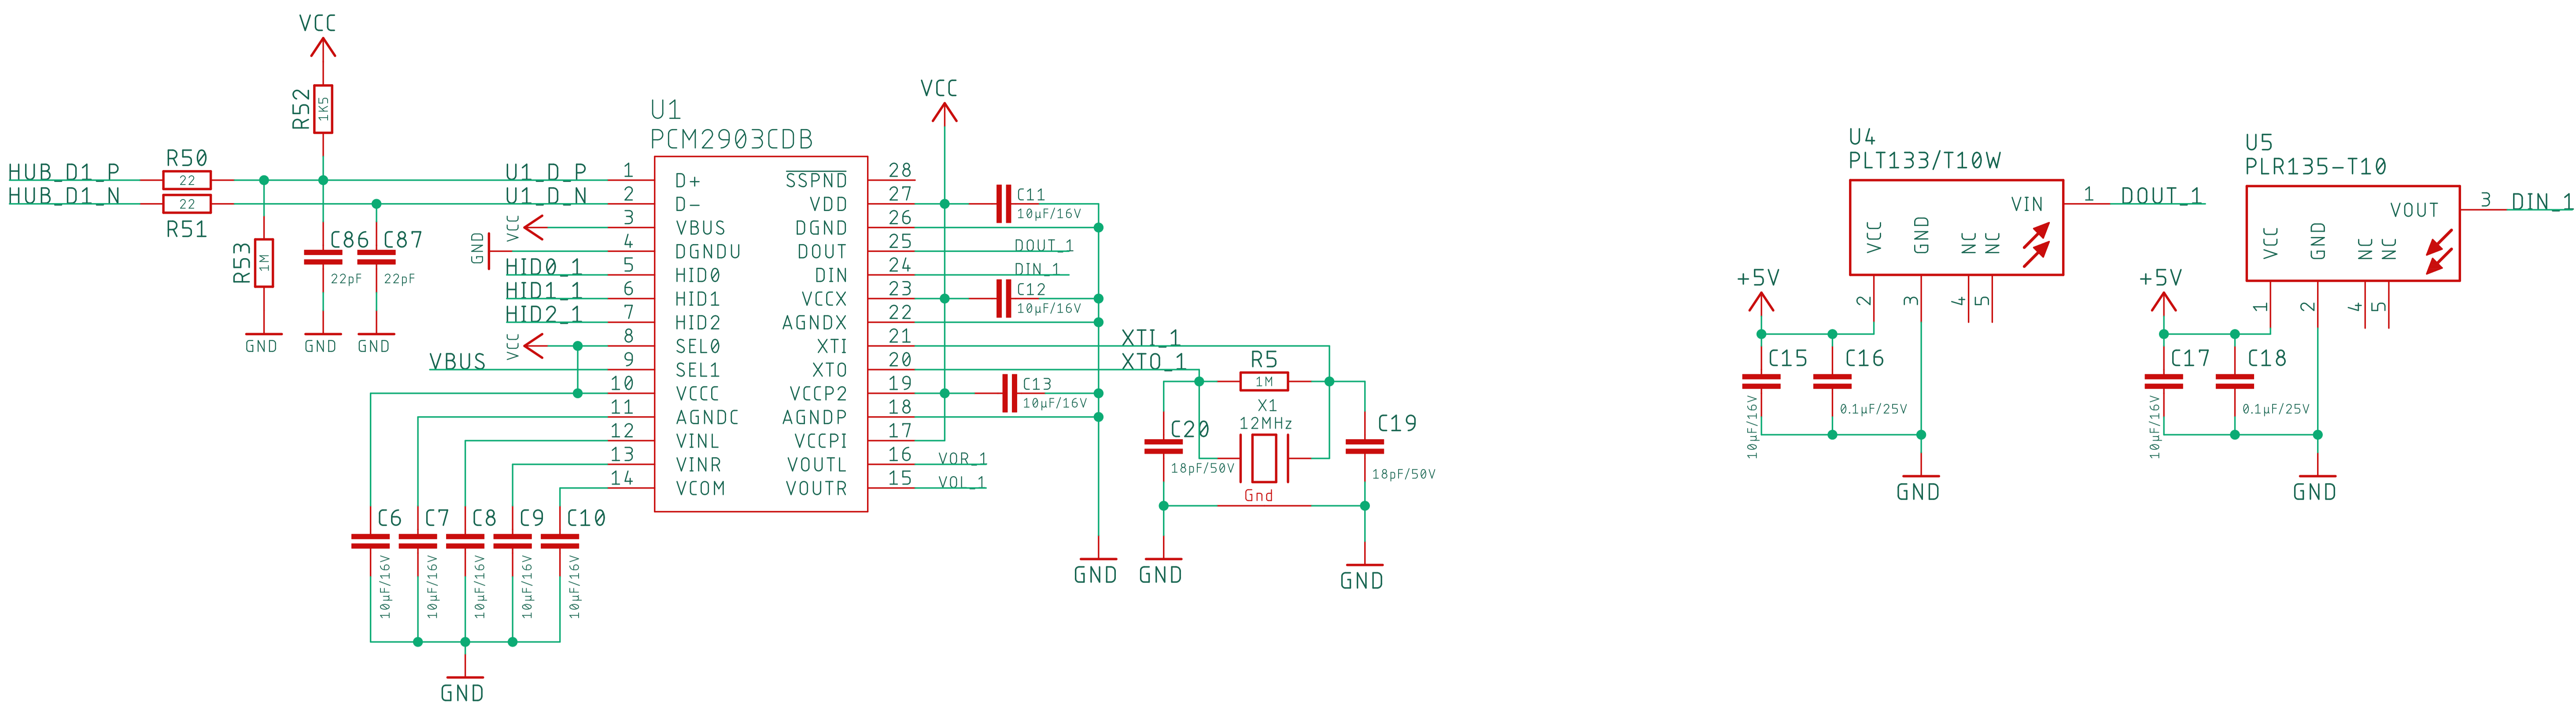 VCC
R52
1K5
HUB_D1_P
R50
22
U1_D_P
HUB_D1_N
22
R51
U1_D_N
R53
1M
C86
22pF
C87
22pF
GND
GND
GND
U1
PCM2903CDB
1 D+
2 D-
3 VBUS
4 DGNDU
5 HID0
6 HID1
7 HID2
8 SEL0
9 SEL1
10 VCCC
11 AGNDC
12 VINL
13 VINR
14 VCOM
SSPND 28
VDD 27
DGND 26
DOUT 25
DIN 24
VCCX 23
AGNDX 22
XTI 21
XTO 20
VCCP2 19
AGNDP 18
VCCPI 17
VOUTL 16
VOUTR 15
VCC
GND
HID0_1
HID1_1
HID2_1
VCC
VBUS
C6
10µF/16V
C7
10µF/16V
C8
10µF/16V
C9
10µF/16V
C10
10µF/16V
GND
VCC
C11
10µF/16V
DOUT_1
DIN_1
C12
10µF/16V
XTI_1
XTO_1
C13
10µF/16V
VOR_1
VOL_1
GND
R5
1M
X1
12MHz
Gnd
C20
18pF/50V
C19
18pF/50V
GND
GND
U4
PLT133/T10W
VIN
1
DOUT_1
VCC
GND
NC
NC
2
3
4
5
+5V
C15
10µF/16V
C16
0.1µF/25V
GND
U5
PLR135-T10
VOUT
3
DIN_1
VCC
GND
NC
NC
1
2
4
5
+5V
C17
10µF/16V
C18
0.1µF/25V
GND